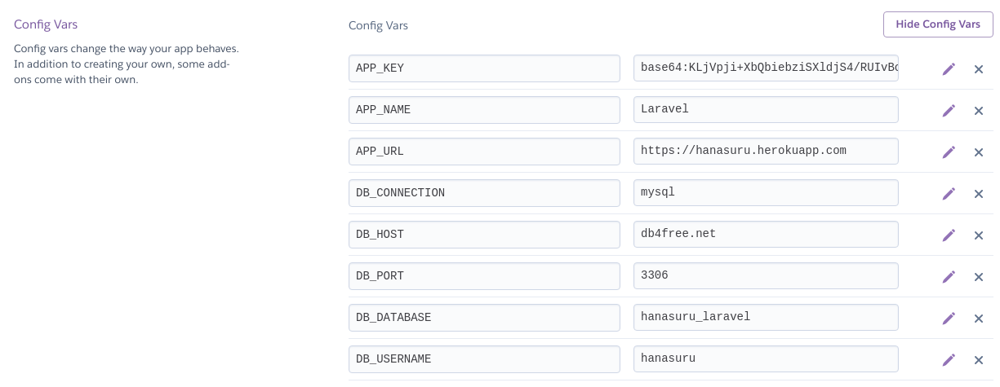 Config Vars
Config vars change the way your app behaves.
In addition to creating your own, some add-
ons come with their own.
Config Vars
Hide Config Vars
APP_KEY base64:KLjVpji+XbQbiebziSXldjS4/RUIvBc
APP_NAME Laravel
APP_URL https://hanasuru.herokuapp.com
DB_CONNECTION mysql
DB_HOST db4free.net
DB_PORT 3306
DB_DATABASE hanasuru_laravel
DB_USERNAME hanasuru